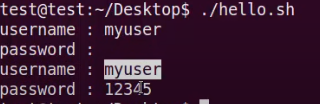 test@test:~/Desktop$ ./hello.sh
username : myuser
password :
username : myuser
password : 12345